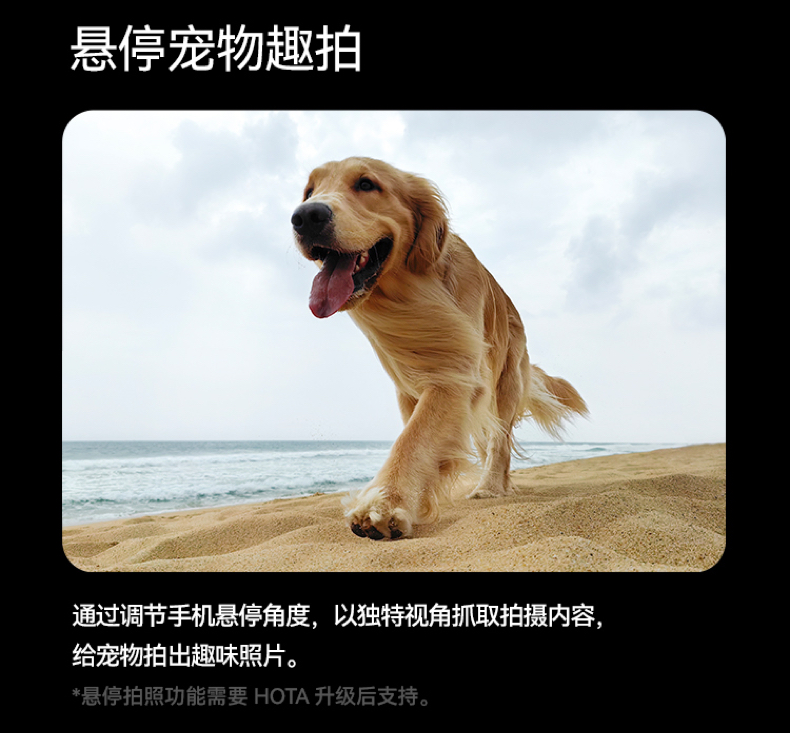 悬停宠物趣拍
通过调节手机悬停角度，以独特视角抓取拍摄内容，
给宠物拍出趣味照片。
*悬停拍照功能需要 HOTA 升级后支持。